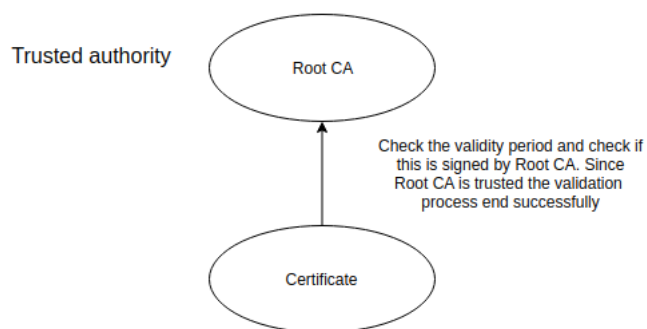 Trusted authority
Root CA
Check the validity period and check if
this is signed by Root CA. Since
Root CA is trusted the validation
process end successfully
Certificate